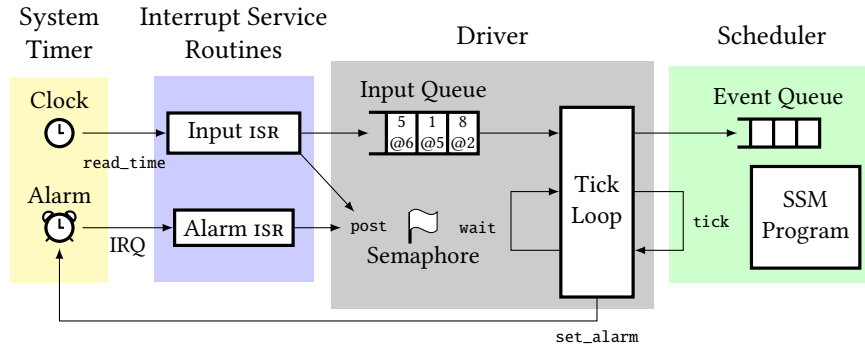 System
Timer
Interrupt Service
Routines
Driver
Scheduler
Clock
read_time
Input ISR
Input Queue
5
@6
1
@5
8
@2
Event Queue
Alarm
IRQ
Alarm ISR
post
wait
Semaphore
Tick
Loop
tick
SSM
Program
set_alarm